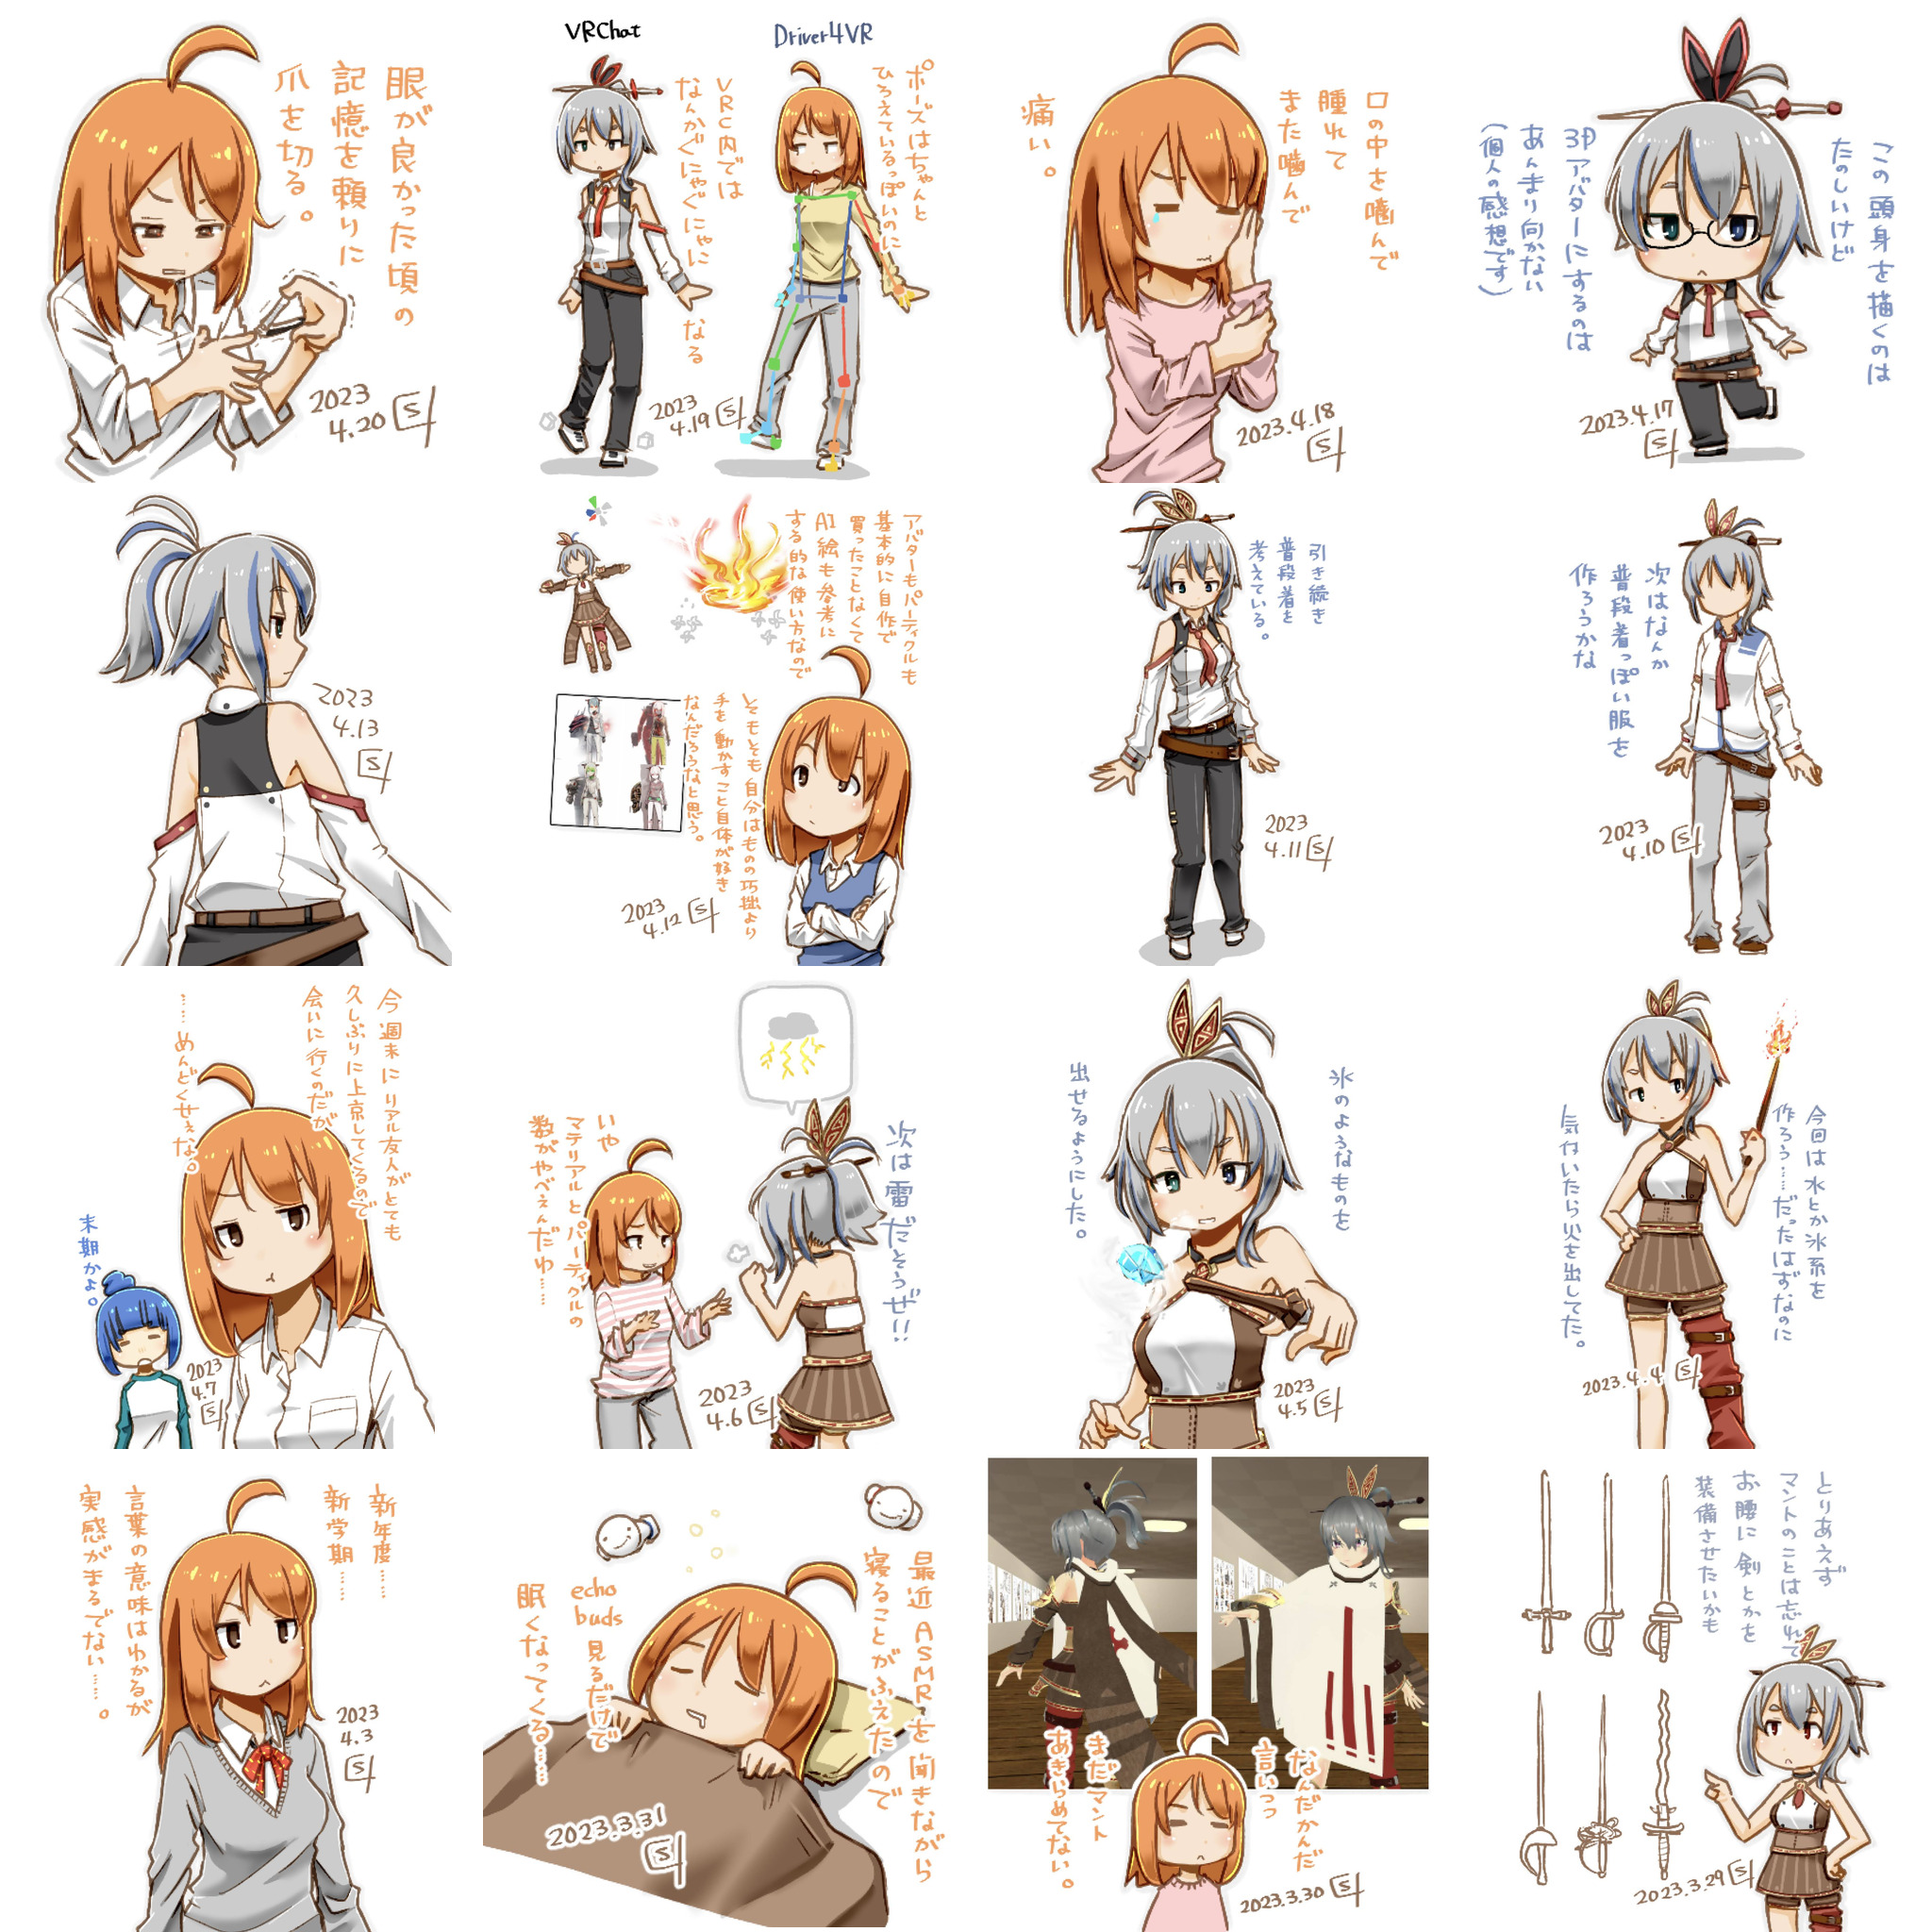 眼が良かった頃の
記憶を頼りに
爪を切る。
2023
4.20
VRChat
Driver4VR
ポーズはちゃんと
ひろえているっぽいのに
VRC内では
なんかぐにゃぐにゃに
なる
2023
4.19
口の中を噛んで
腫れて
また噛んで
痛い。
2023.4.18
この頭身を描くのは
たのしいけど
3Dアバターにするのは
あんまり向かない
(個人の感想です)
2023.4.17
2023
4.13
アバターもパーティクルも
基本的に自作で
買ったことなくて
AI絵も参考に
する的な使い方なので
そもそも自分はもの巧拙より
手を動かすこと自体が好き
なんだろうなと思う。
2023
4.12
引き続き
普段着を
考えている。
2023
4.11
次はなんか
普段着っぽい服を
作ろうかな
2023
4.10
今週末にリアル友人がとても
久しぶりに上京してくるので
会いに行くのだが
……めんどくせぇな。
末期かよ。
2023
4.7
次は雷だそうぜ!!
いや
マテリアルとパーティクルの
数がやべぇんだわ……
2023
4.6
氷のようなものを
出せるようにした。
2023
4.5
今回は水とか氷系を
作ろう……だったはずなのに
気付いたら火を出してた。
2023.4.4
新年度……
新学期……
言葉の意味はわかるが
実感がまるでない……。
2023
4.3
最近ASMRを聞きながら
寝ることがふえたので
echo
buds
見るだけで
眠くなってくる……
2023.3.31
なんだかんだ
言いつつ
まだマント
あきらめてない。
2023.3.30
とりあえず
マントのことは忘れて
お腰に剣とかを
装備させたいかも
2023.3.29